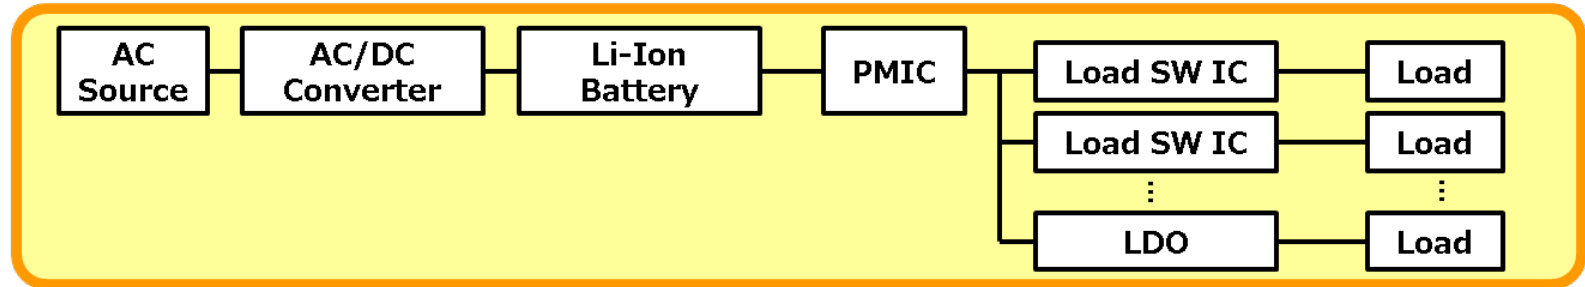 AC
Source
AC/DC
Converter
Li-Ion
Battery
PMIC
Load SW IC
Load
Load SW IC
Load
LDO
Load